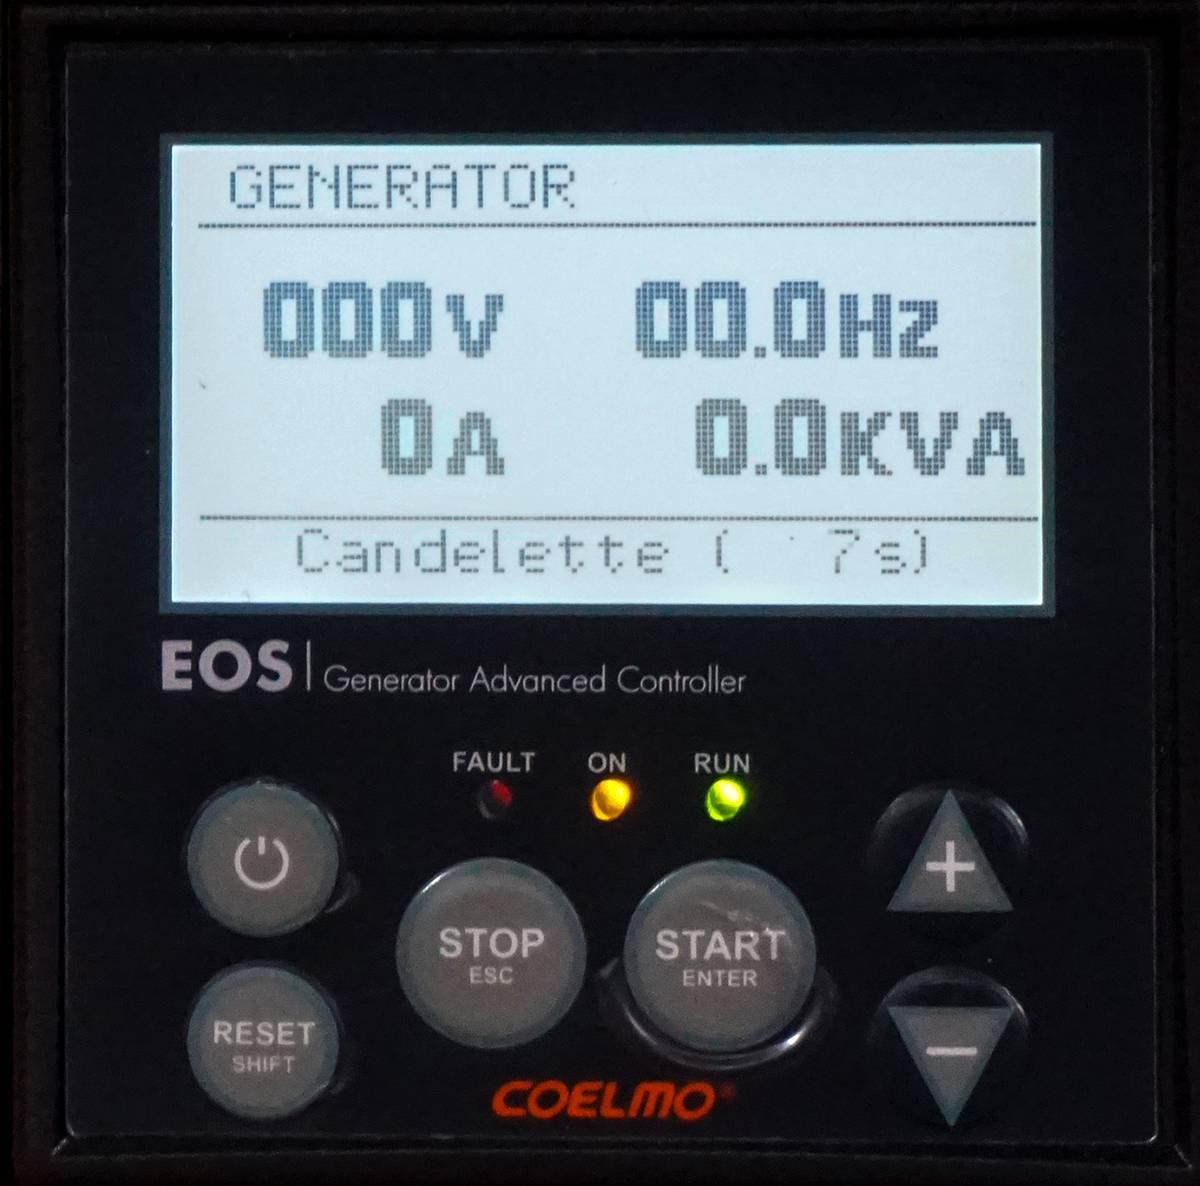 GENERATOR
000V 00.0Hz
0A 0.0KVA
Candelette ( 7s)
EOS | Generator Advanced Controller
FAULT ON RUN
+
STOP START
ESC ENTER
RESET
SHIFT
−
COELMO®